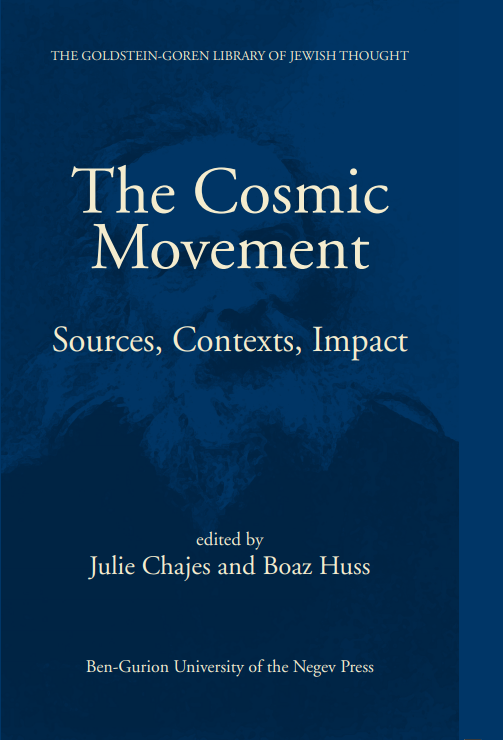 THE GOLDSTEIN-GOREN LIBRARY OF JEWISH THOUGHT
The Cosmic
Movement
Sources, Contexts, Impact
edited by
Julie Chajes and Boaz Huss
Ben-Gurion University of the Negev Press